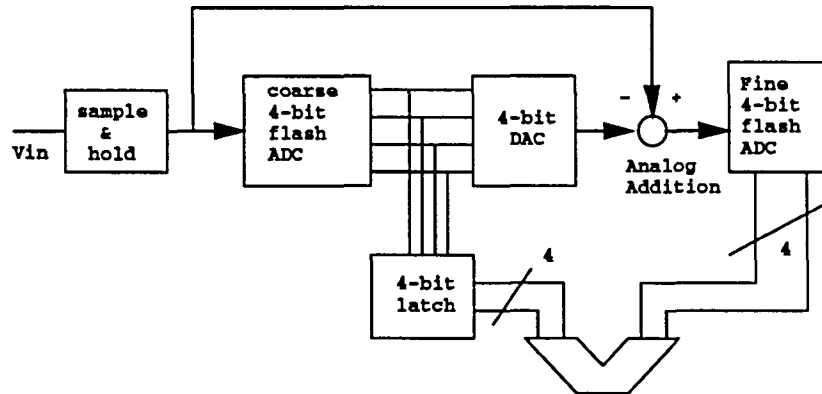 sample
&
hold
Vin
coarse
4-bit
flash
ADC
4-bit
DAC
- +
Analog
Addition
Fine
4-bit
flash
ADC
4-bit
latch
4
4